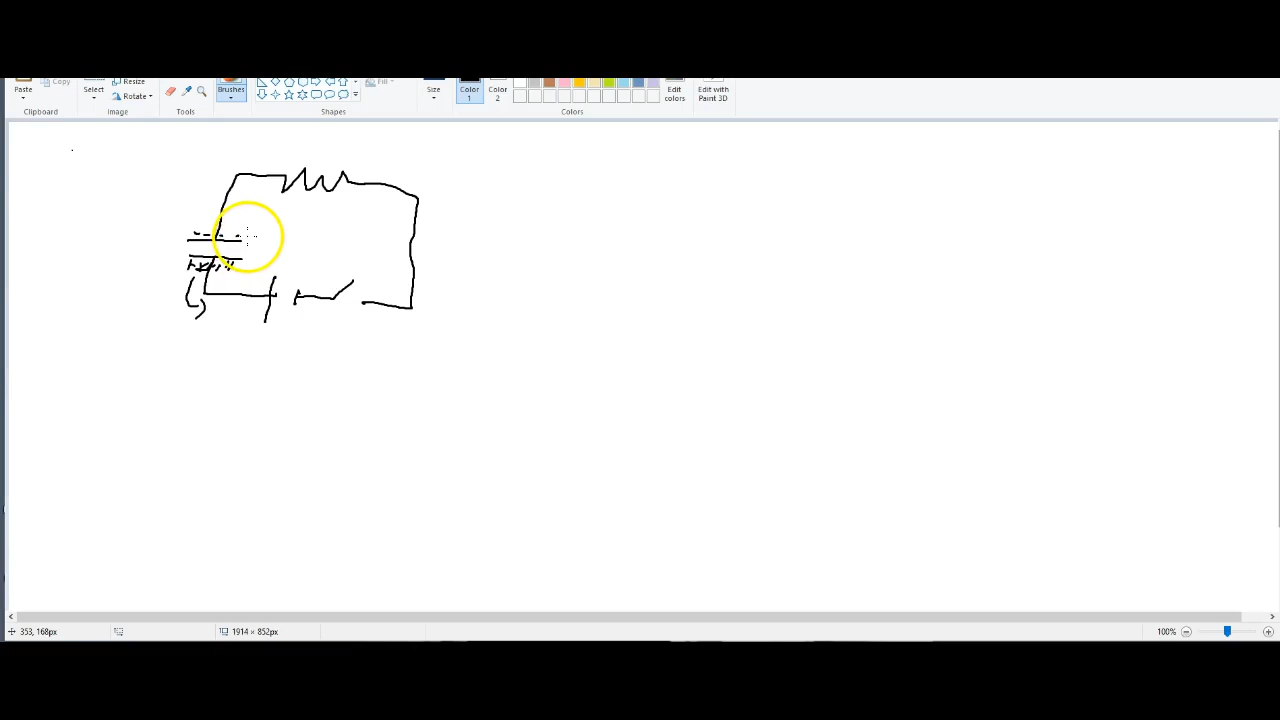 Copy
Resize
Fill
Paste
Select
Rotate
Brushes
Size
Color
1
Color
2
Edit
colors
Edit with
Paint 3D
Clipboard
Image
Tools
Shapes
Colors
353, 168px
1914 × 852px
100%